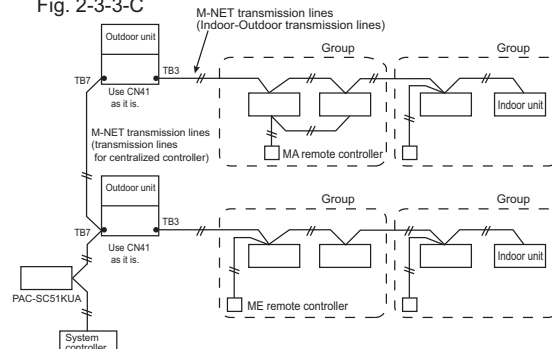 Fig. 2-3-3-C
M-NET transmission lines
(Indoor-Outdoor transmission lines)
Outdoor unit
TB7
TB3
Use CN41
as it is.
Group
Group
Indoor unit
MA remote controller
M-NET transmission lines
(transmission lines
for centralized controller)
Outdoor unit
TB7
TB3
Use CN41
as it is.
Group
Group
Indoor unit
ME remote controller
PAC-SC51KUA
System
controller